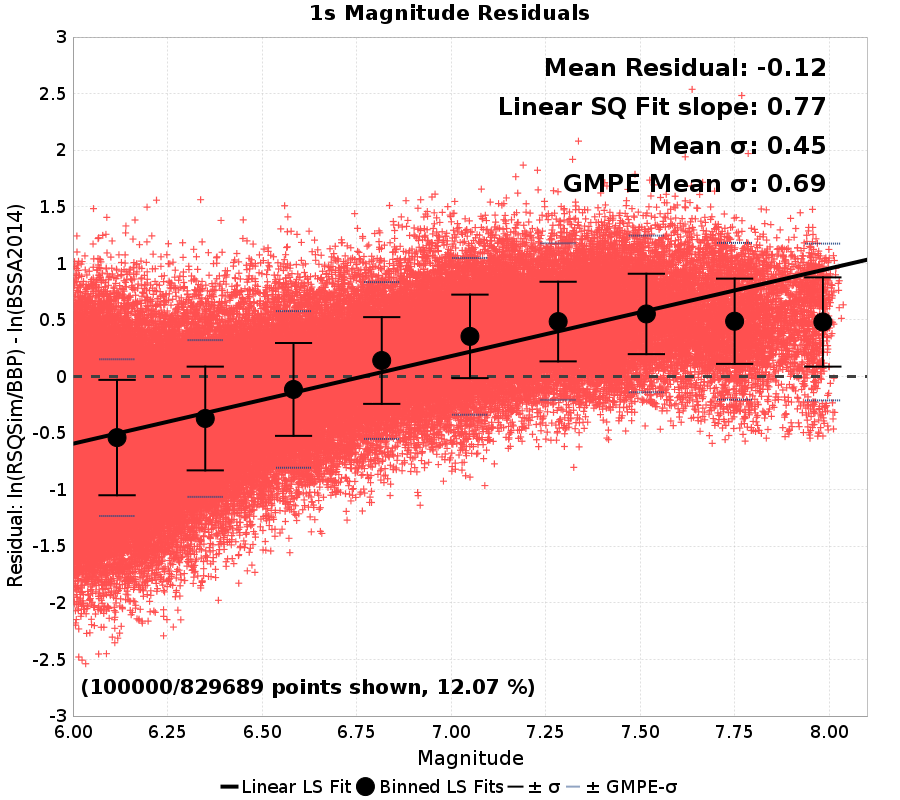 1s Magnitude Residuals
3
2.5
2
1.5
1
0.5
0
-0.5
-1
-1.5
-2
-2.5
-3
Residual: ln(RSQSim/BBP) - ln(BSSA2014)
Mean Residual: -0.12
Linear SQ Fit slope: 0.77
Mean σ: 0.45
GMPE Mean σ: 0.69
(100000/829689 points shown, 12.07 %)
6.00 6.25 6.50 6.75 7.00 7.25 7.50 7.75 8.00
Magnitude
Linear LS Fit Binned LS Fits ± σ ± GMPE-σ